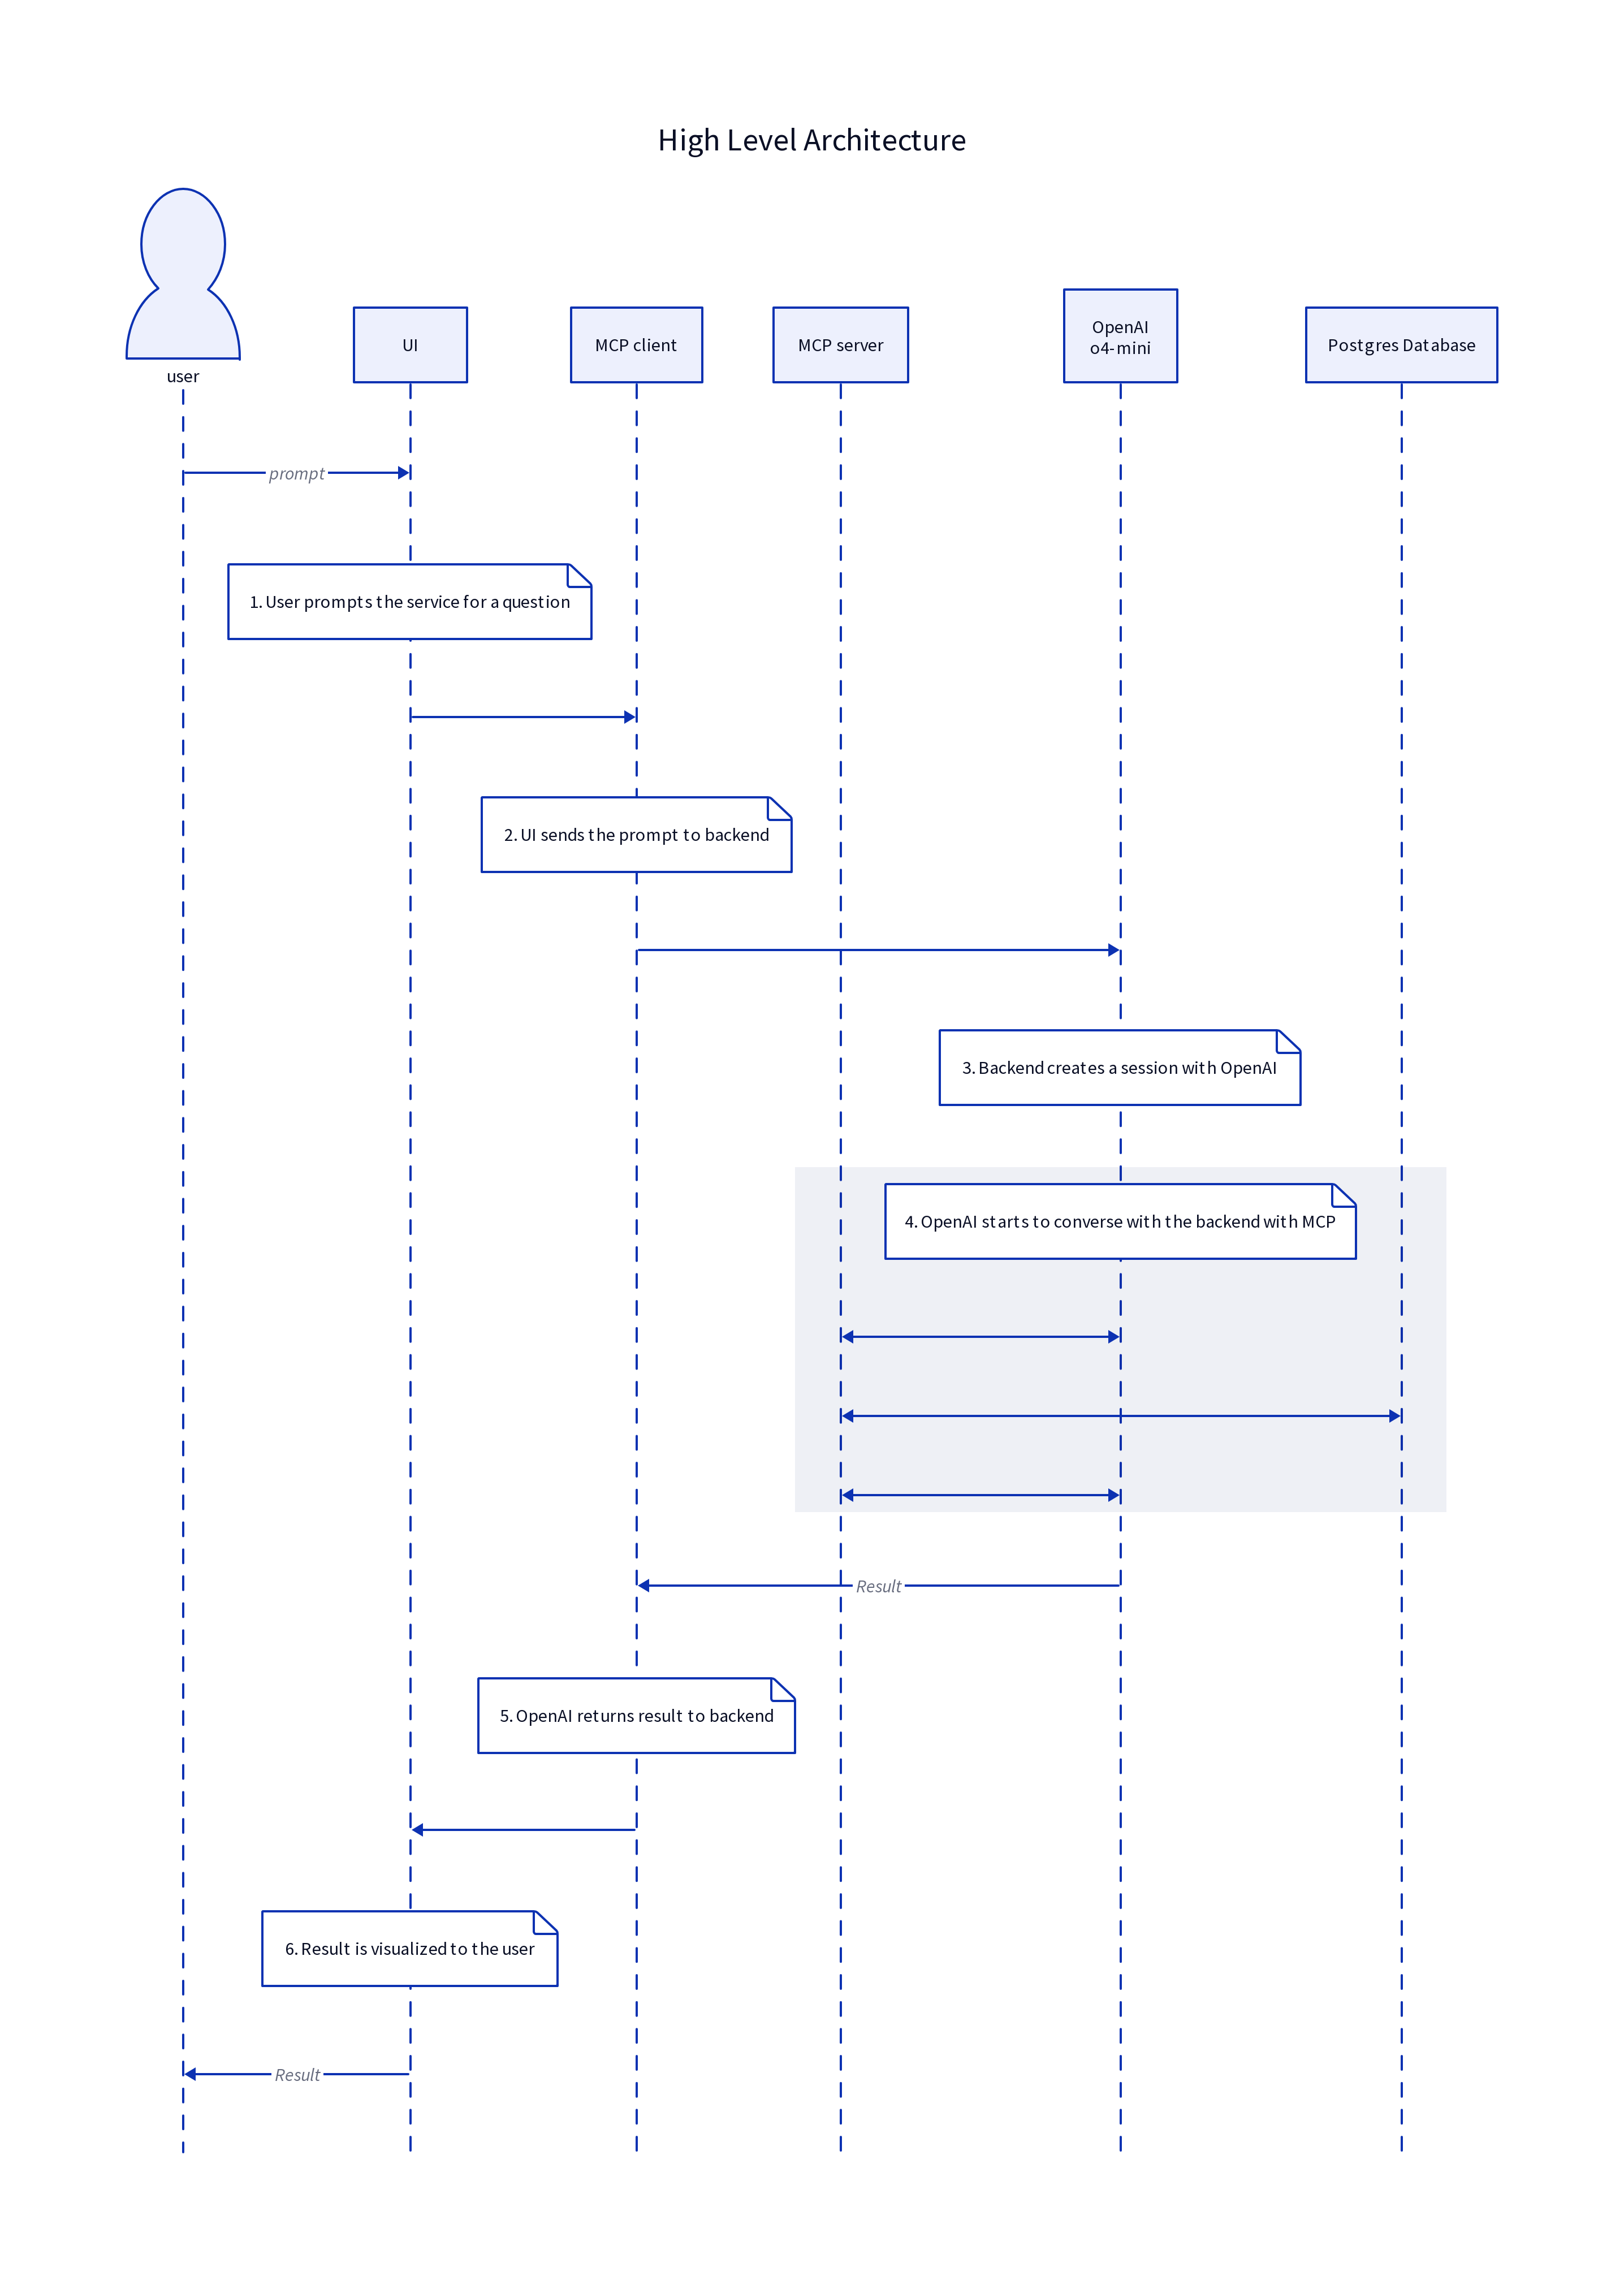 High Level Architecture
user
UI
MCP client
MCP server
OpenAI
o4-mini
Postgres Database
prompt
1. User prompts the service for a question
2. UI sends the prompt to backend
3. Backend creates a session with OpenAI
4. OpenAI starts to converse with the backend with MCP
Result
5. OpenAI returns result to backend
6. Result is visualized to the user
Result